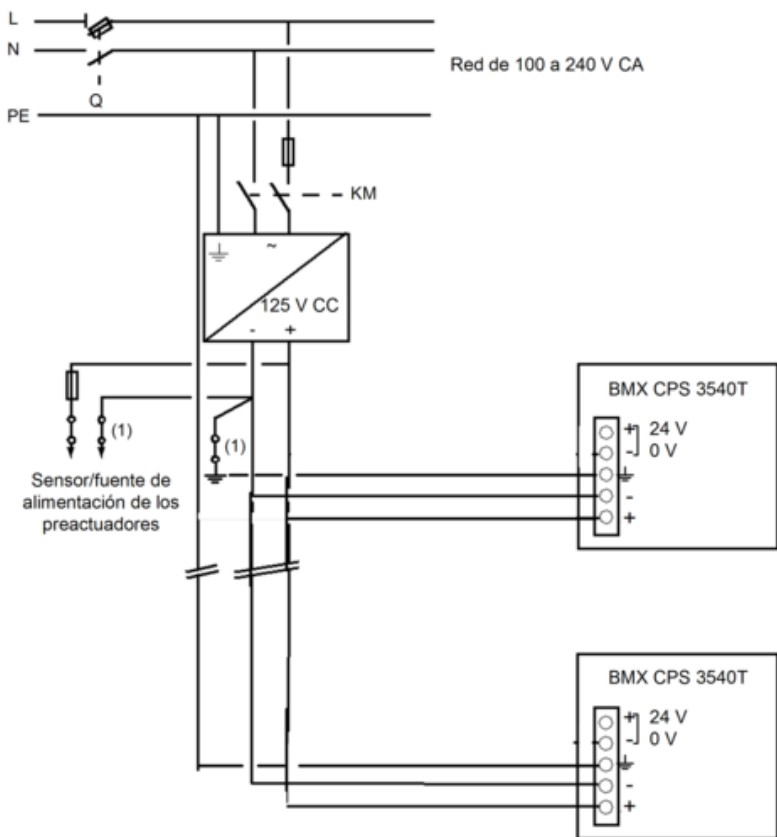 L
N
Red de 100 a 240 V CA
Q
PE
KM
~
125 V CC
- +
BMX CPS 3540T
+ 24 V
- 0 V
-
+
(1)
(1)
Sensor/fuente de
alimentación de los
preactuadores
BMX CPS 3540T
+ 24 V
- 0 V
-
+